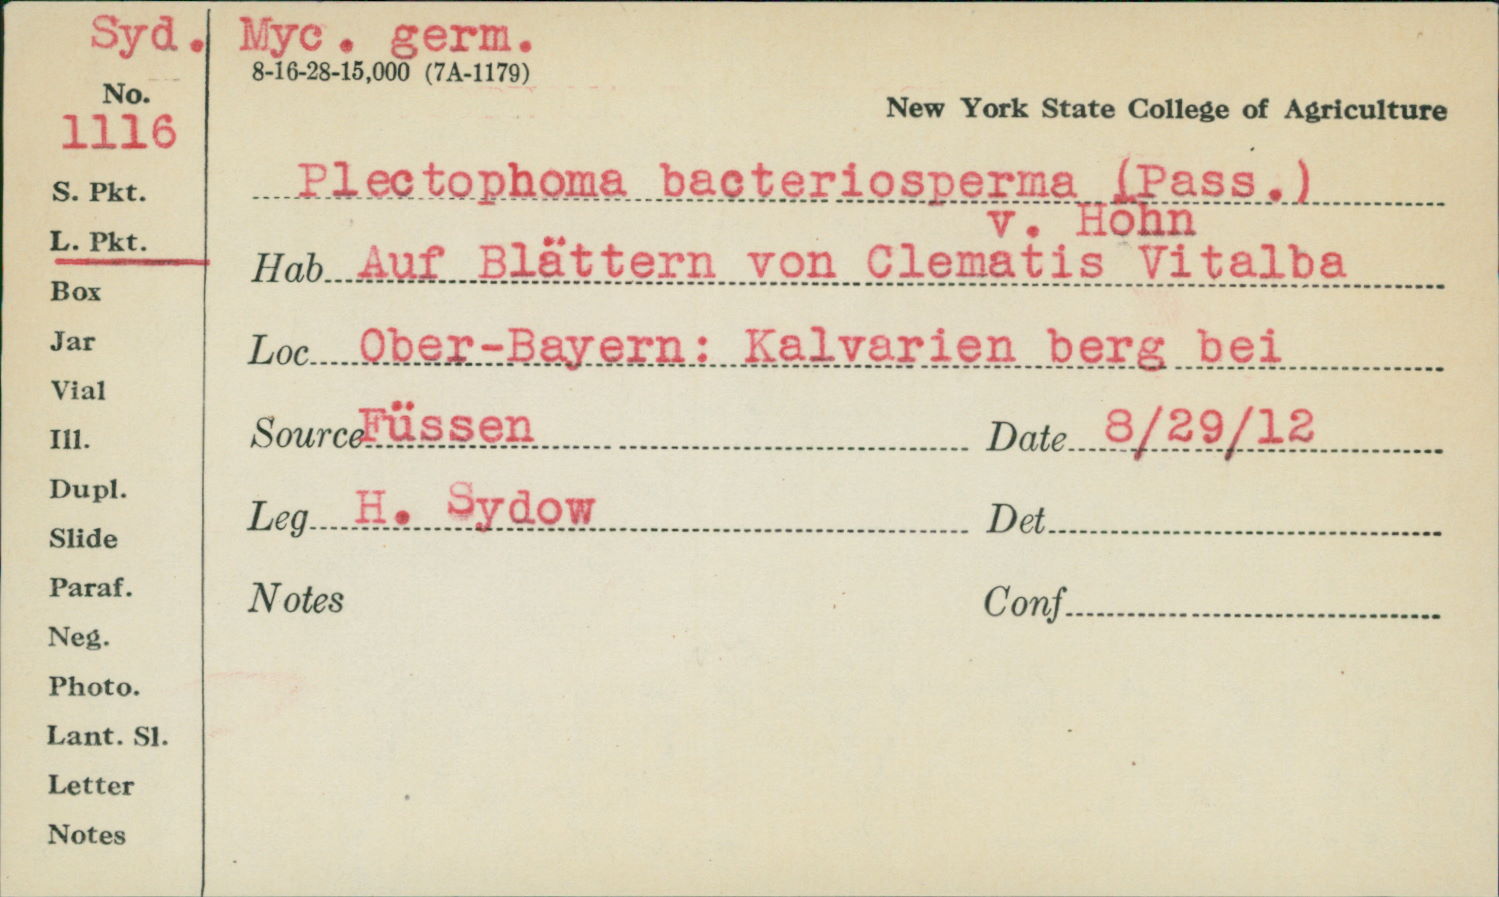 Syd. Myc. germ.
8-16-28-15,000 (7A-1179)
No.
1116
New York State College of Agriculture
Plectophoma bacteriosperma (Pass.)
v. Hohn
S. Pkt.
L. Pkt.
Hab Auf Blättern von Clematis Vitalba
Box
Jar
Loc Ober-Bayern: Kalvarien berg bei
Vial
Ill.
Source Füssen Date 8/29/12
Dupl.
Slide
Leg H. Sydow Det
Paraf.
Notes Conf
Neg.
Photo.
Lant. Sl.
Letter
Notes